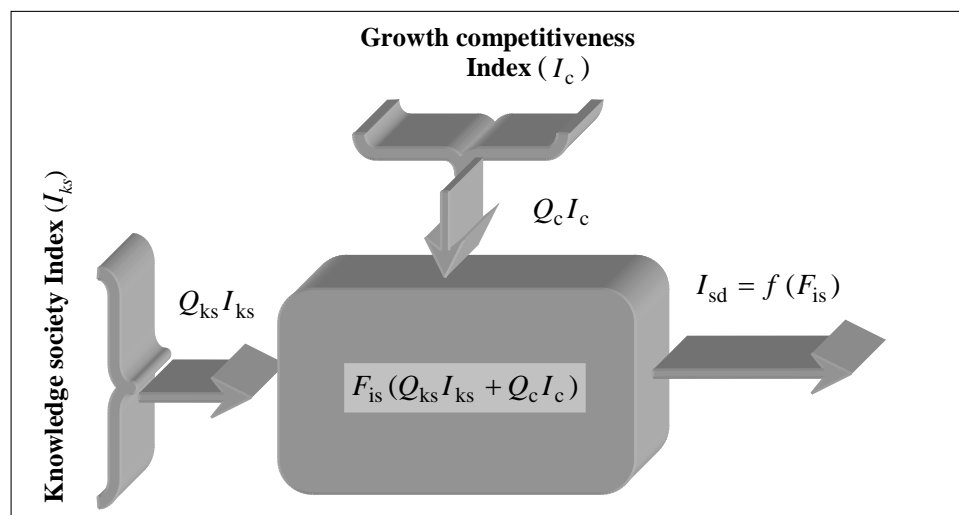 Growth competitiveness
Index (I_c)
Q_c I_c
Knowledge society Index (I_ks)
Q_ks I_ks
I_sd = f (F_is)
F_is (Q_ks I_ks + Q_c I_c)